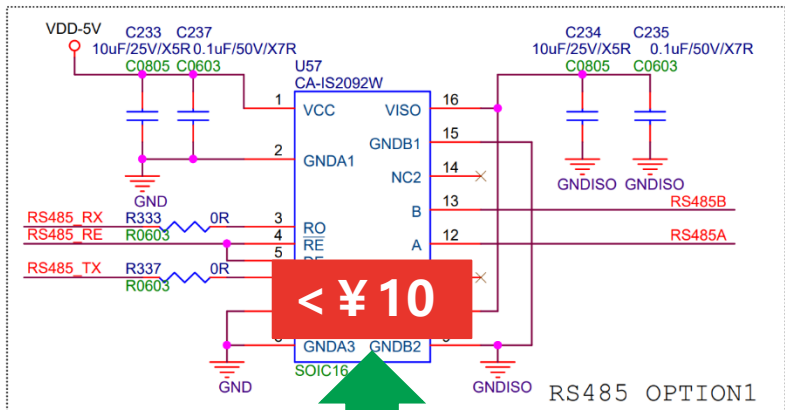 VDD-5V
C233 C237
10uF/25V/X5R 0.1uF/50V/X7R
C0805 C0603
C234 C235
10uF/25V/X5R 0.1uF/50V/X7R
C0805 C0603
U57
CA-IS2092W
1 VCC VISO 16
GNDB1 15
2 GNDA1
NC2 14
GND
GNDISO GNDISO
B 13 RS485B
RS485_RX R333 0R 3 RO
RS485_RE R0603 4 RE
A 12 RS485A
5
RS485_TX R337 0R
R0603
< ¥ 10
GNDA3 GNDB2
SOIC16
GND
GNDISO
RS485 OPTION1